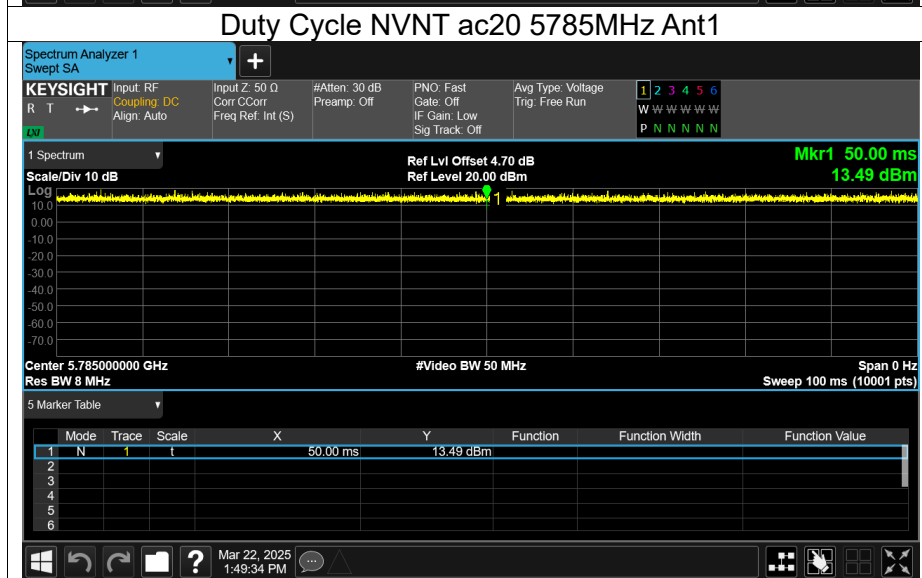 Duty Cycle NVNT ac20 5785MHz Ant1
Spectrum Analyzer 1
Swept SA
+
KEYSIGHT Input: RF Input Z: 50 Ω #Atten: 30 dB PNO: Fast Avg Type: Voltage 1 2 3 4 5 6
R T Coupling: DC Corr CCorr Preamp: Off Gate: Off Trig: Free Run W W W W W W
Align: Auto Freq Ref: Int (S) IF Gain: Low
LXI Sig Track: Off P N N N N N
1 Spectrum Ref Lvl Offset 4.70 dB Mkr1 50.00 ms
Scale/Div 10 dB Ref Level 20.00 dBm 13.49 dBm
Log
10.0 1
0.00
-10.0
-20.0
-30.0
-40.0
-50.0
-60.0
-70.0
Center 5.785000000 GHz #Video BW 50 MHz Span 0 Hz
Res BW 8 MHz Sweep 100 ms (10001 pts)
5 Marker Table
Mode Trace Scale X Y Function Function Width Function Value
1 N 1 t 50.00 ms 13.49 dBm
2
3
4
5
6
? Mar 22, 2025
1:49:34 PM